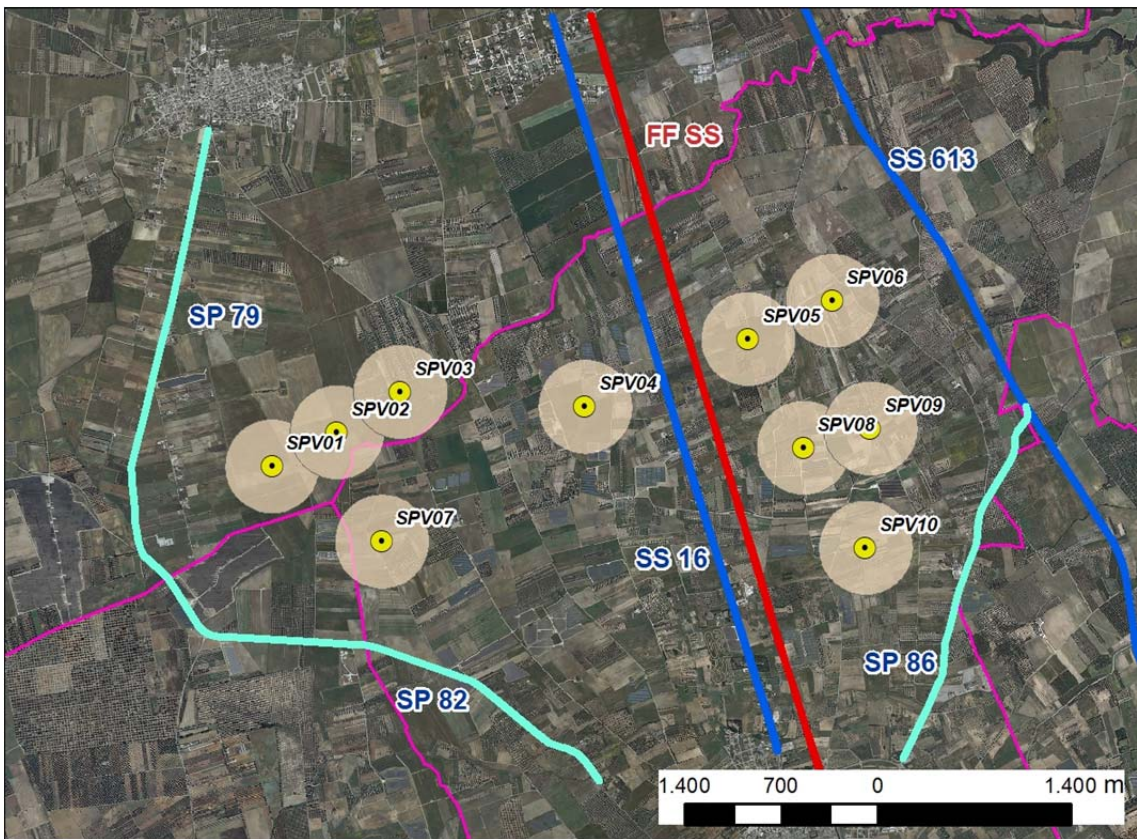 FF SS
SS 613
SPV06
SP 79
SPV05
SPV03
SPV04
SPV02
SPV09
SPV08
SPV01
SPV07
SPV10
SS 16
SP 86
SP 82
1.400 700 0 1.400 m